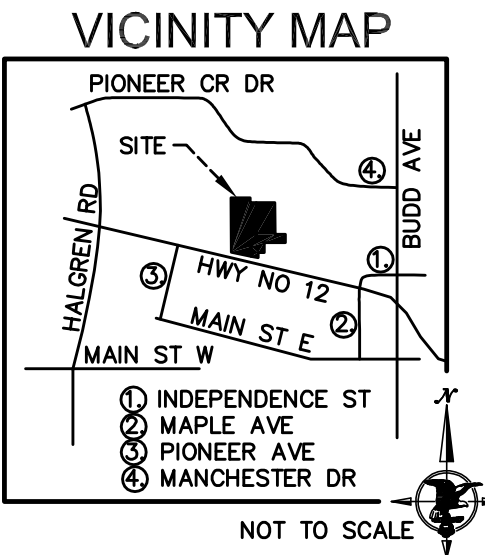 VICINITY MAP
PIONEER CR DR
SITE
4.
BUDD AVE
HALGREN RD
1.
3.
HWY NO 12
2.
MAIN ST E
MAIN ST W
1. INDEPENDENCE ST
2. MAPLE AVE
3. PIONEER AVE
4. MANCHESTER DR
N
NOT TO SCALE